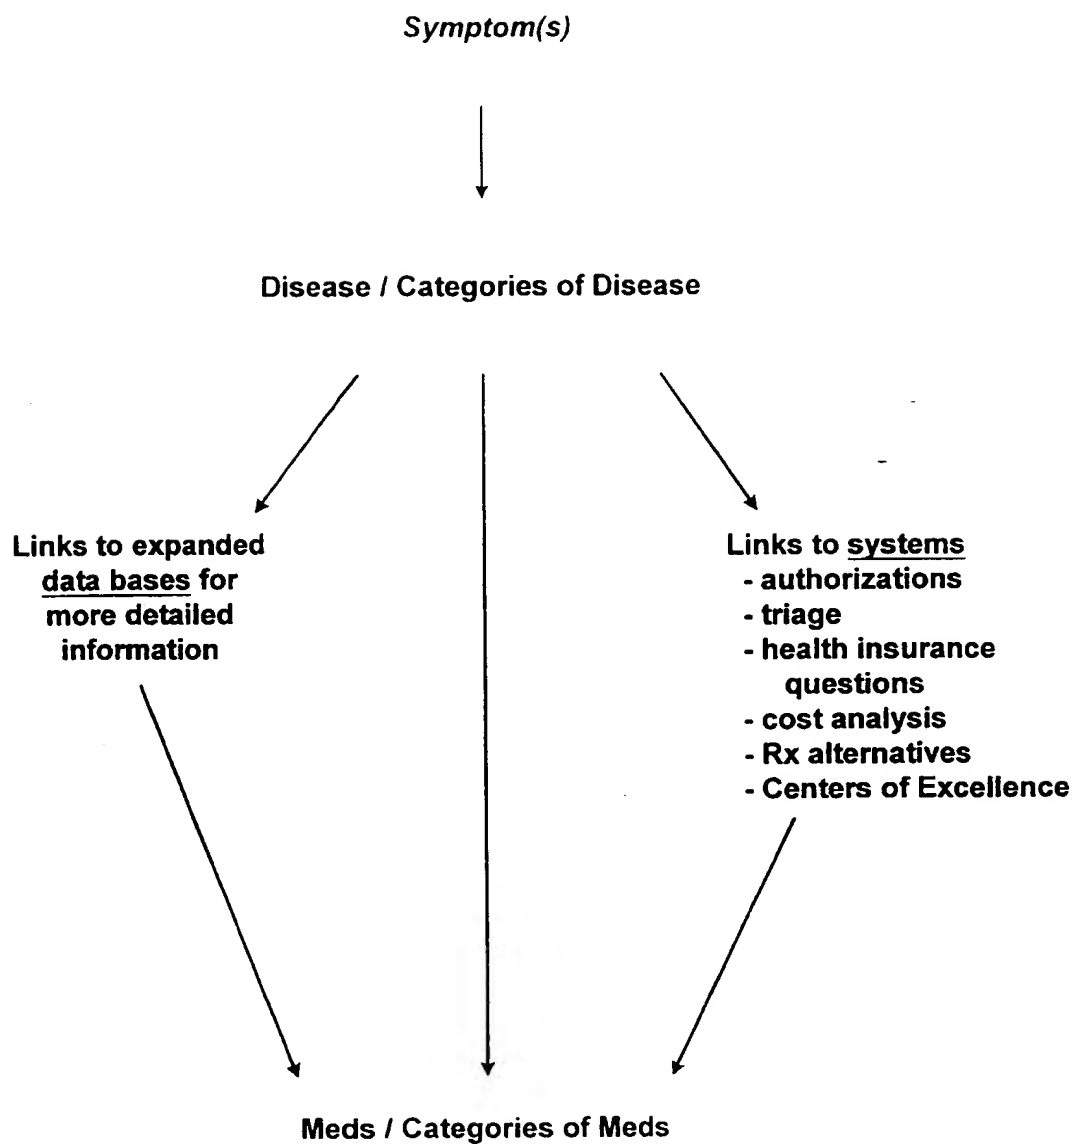 Symptom(s)
Disease / Categories of Disease
Links to expanded
data bases for
more detailed
information
Links to systems
- authorizations
- triage
- health insurance
questions
- cost analysis
- Rx alternatives
- Centers of Excellence
Meds / Categories of Meds